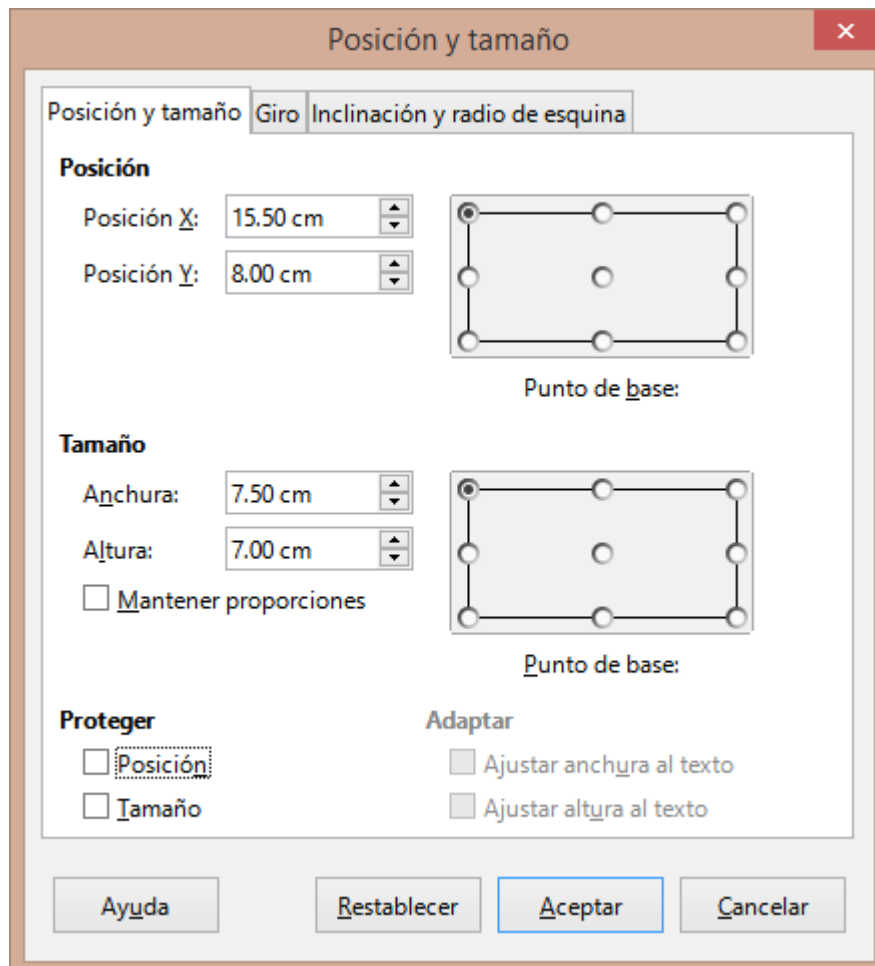 Posición y tamaño
Posición y tamaño Giro Inclinación y radio de esquina
Posición
Posición X: 15.50 cm
Posición Y: 8.00 cm
Punto de base:
Tamaño
Anchura: 7.50 cm
Altura: 7.00 cm
Mantener proporciones
Punto de base:
Proteger Adaptar
Posición Ajustar anchura al texto
Tamaño Ajustar altura al texto
Ayuda Restablecer Aceptar Cancelar